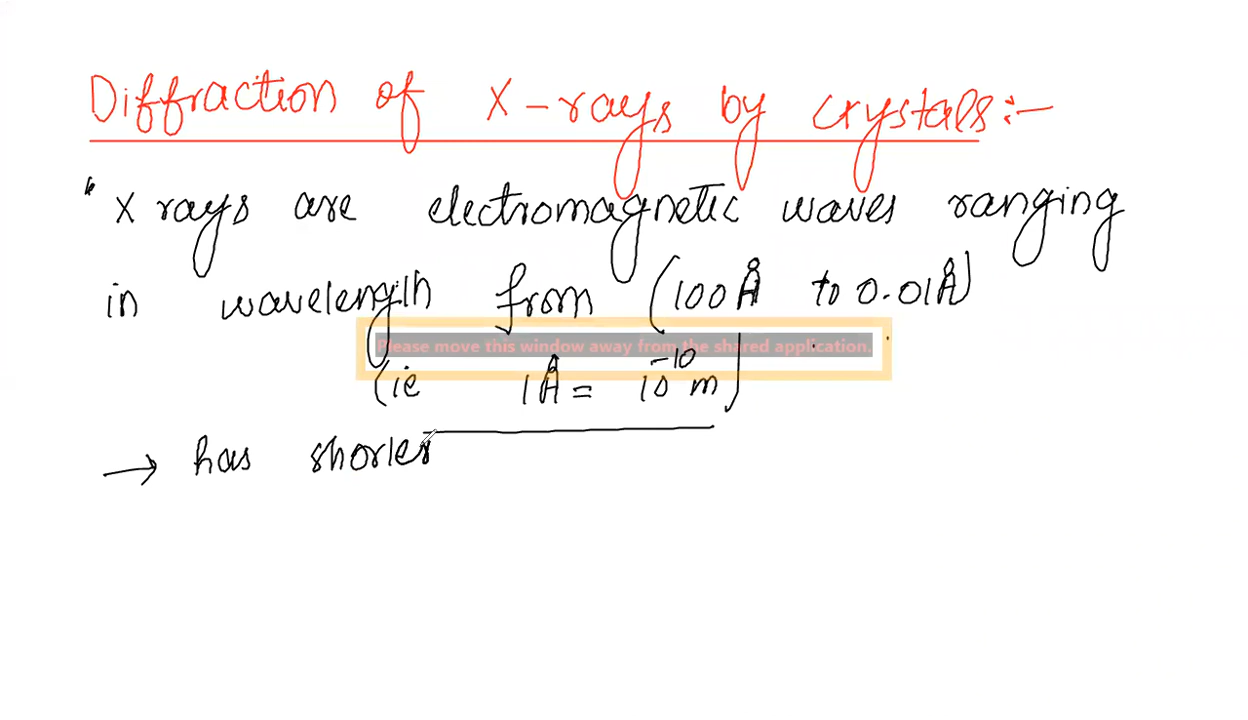 Diffraction of X-rays by crystals:-
* X rays are electromagnetic waves ranging
in wavelength from (100Å to 0.01Å)
Please move this window away from the shared application.
(ie 1Å = 10⁻¹⁰ m)
→ has shorter